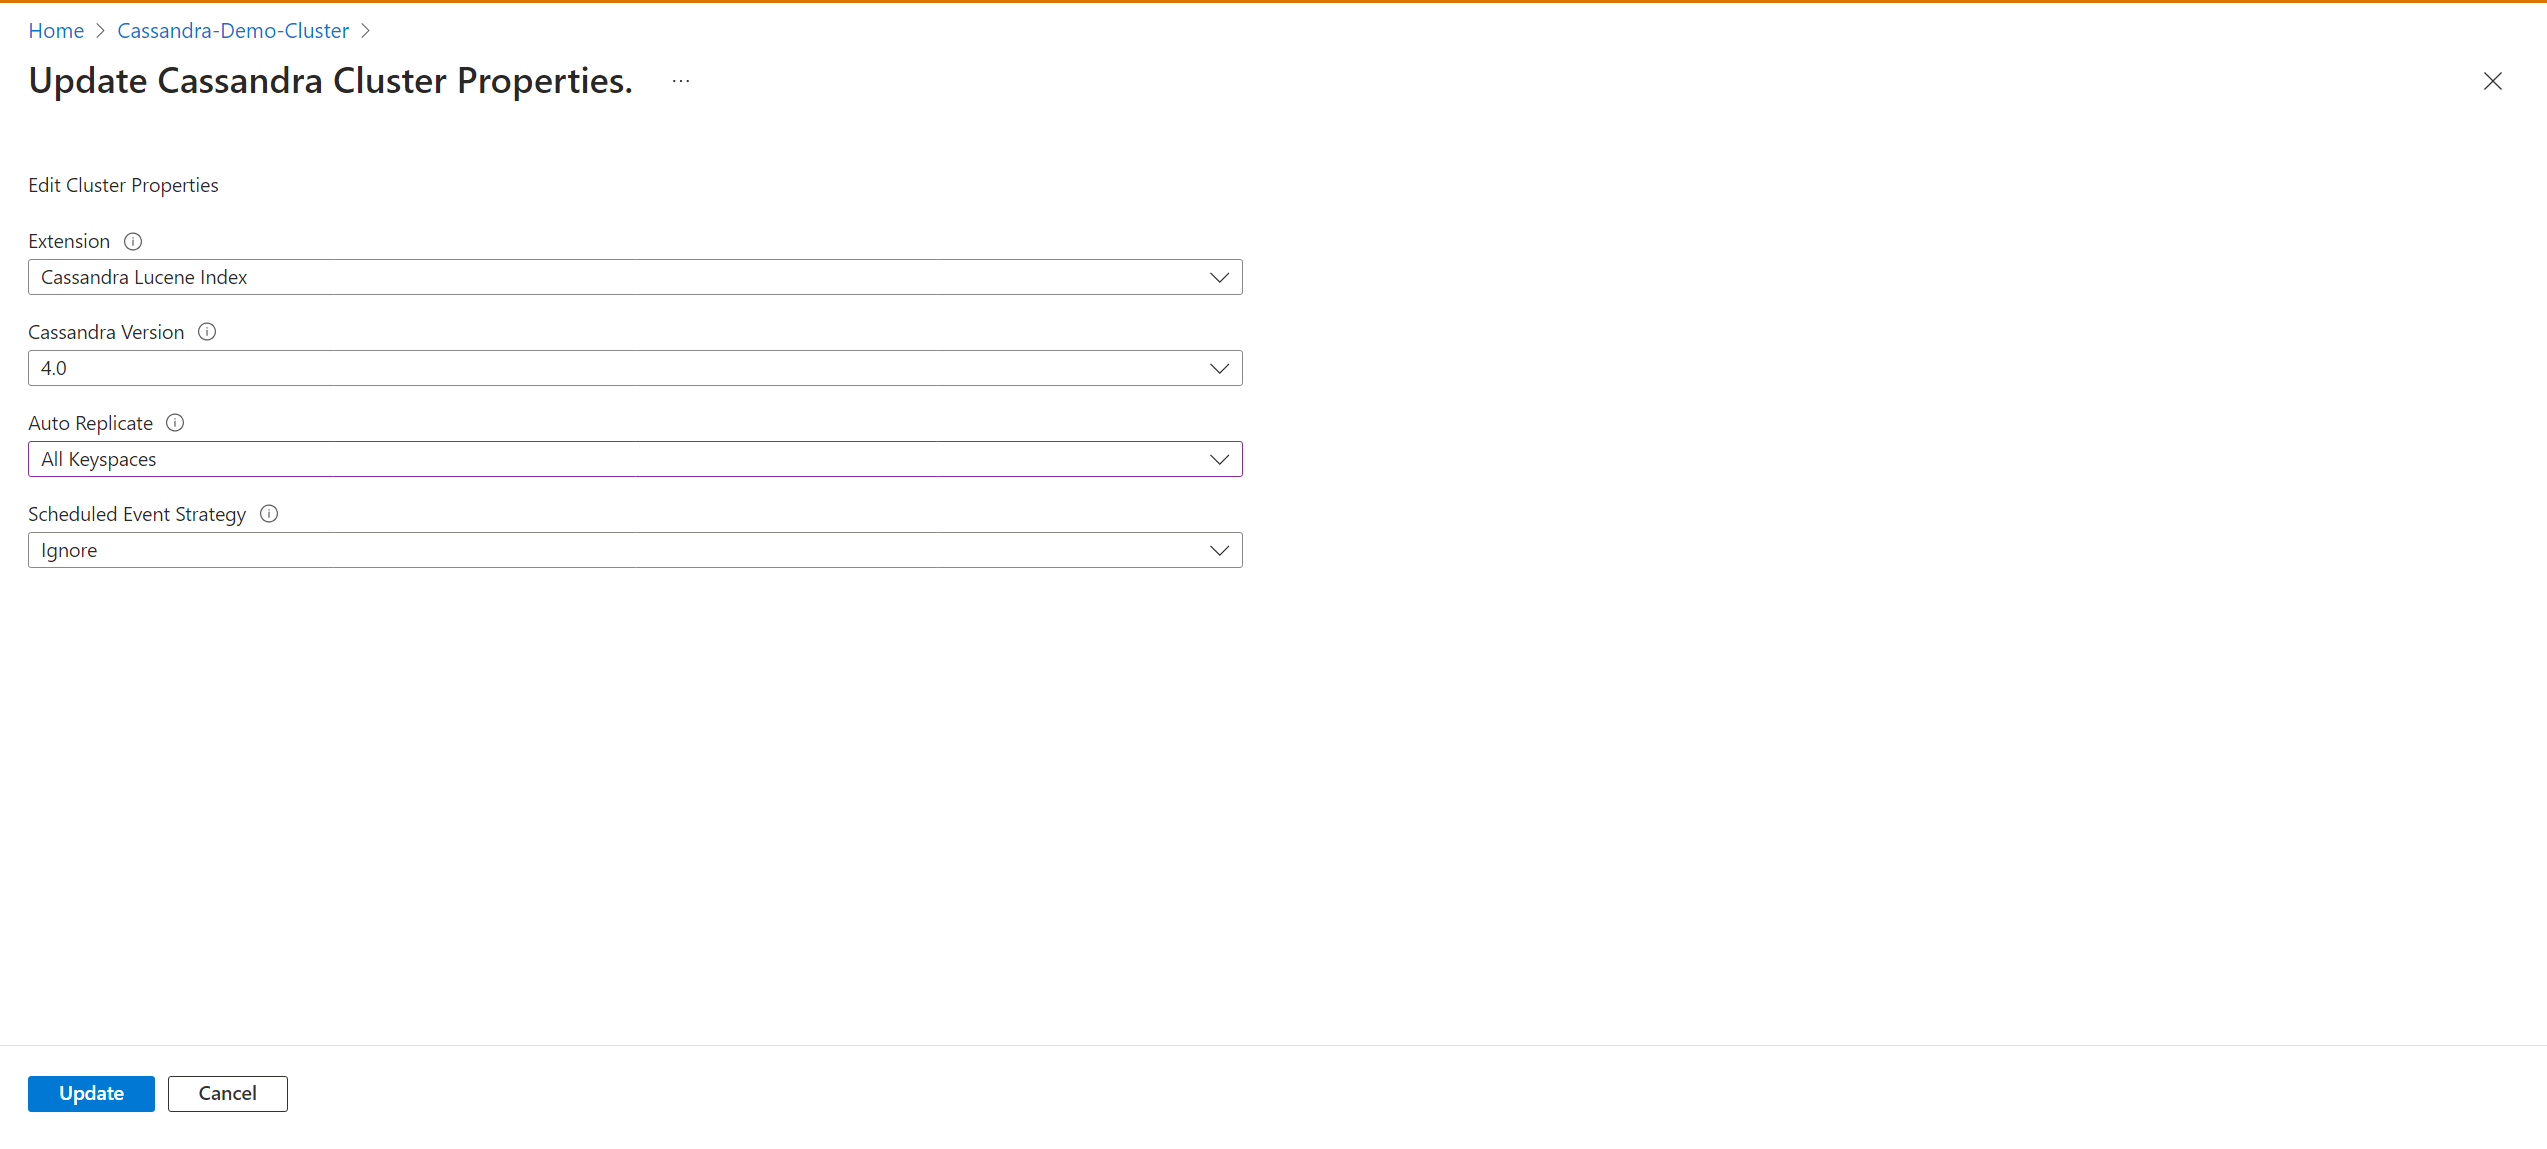 Home > Cassandra-Demo-Cluster >
Update Cassandra Cluster Properties. ...
Edit Cluster Properties
Extension
Cassandra Lucene Index
Cassandra Version
4.0
Auto Replicate
All Keyspaces
Scheduled Event Strategy
Ignore
Update Cancel